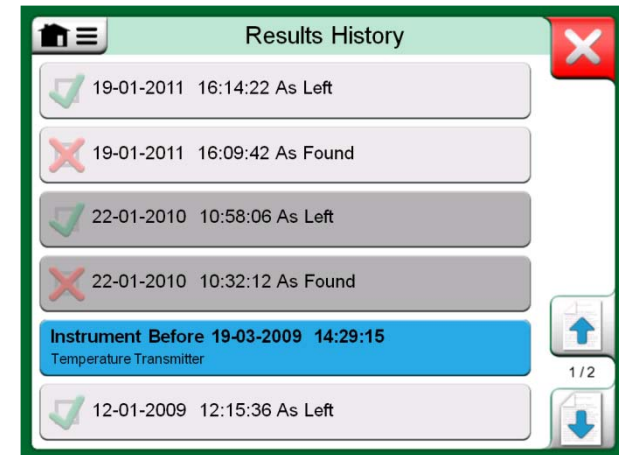 Results History
19-01-2011 16:14:22 As Left
19-01-2011 16:09:42 As Found
22-01-2010 10:58:06 As Left
22-01-2010 10:32:12 As Found
Instrument Before 19-03-2009 14:29:15
Temperature Transmitter
1/2
12-01-2009 12:15:36 As Left